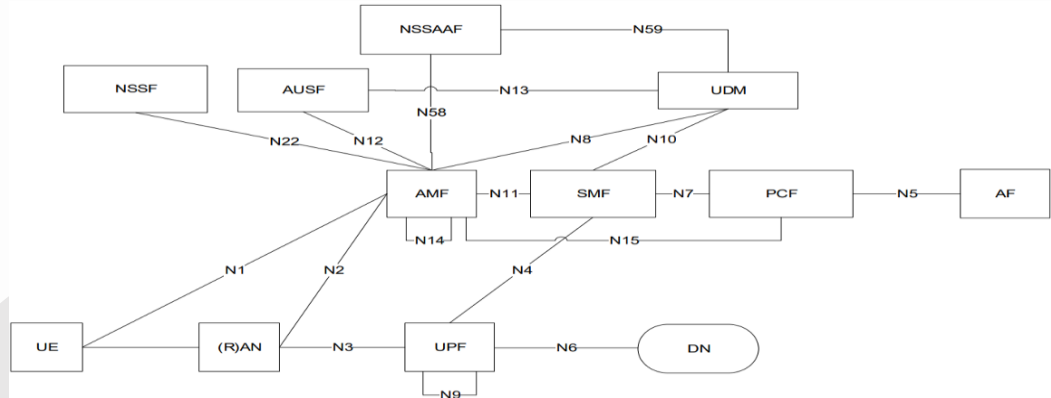 NSSAAF
N59
NSSF
AUSF
N13
UDM
N58
N22
N12
N8
N10
AMF
N11
SMF
N7
PCF
N5
AF
N14
N15
N1
N2
N4
UE
(R)AN
N3
UPF
N6
DN
N9